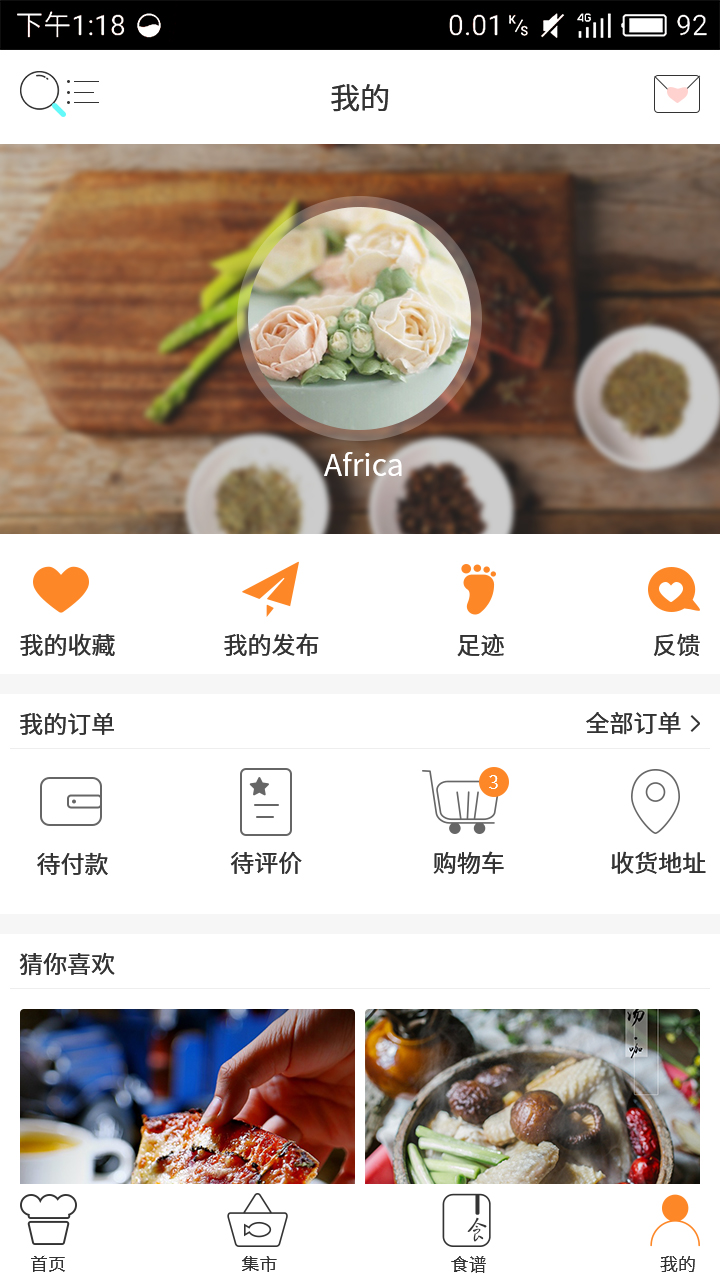 下午1:18 0.01 K/s 4G 92
我的
Africa
我的收藏 我的发布 足迹 反馈
我的订单 全部订单
3
待付款 待评价 购物车 收货地址
猜你喜欢
食
首页 集市 食谱 我的